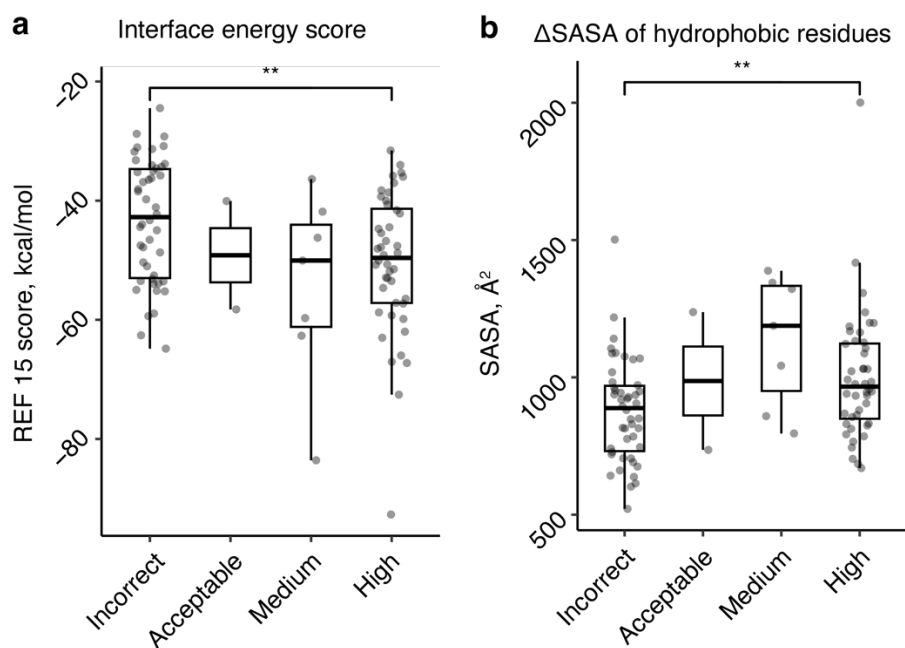 a Interface energy score
**
REF 15 score, kcal/mol
−20
−40
−60
−80
Incorrect
Acceptable
Medium
High
b ΔSASA of hydrophobic residues
**
SASA, Å²
2000
1500
1000
500
Incorrect
Acceptable
Medium
High